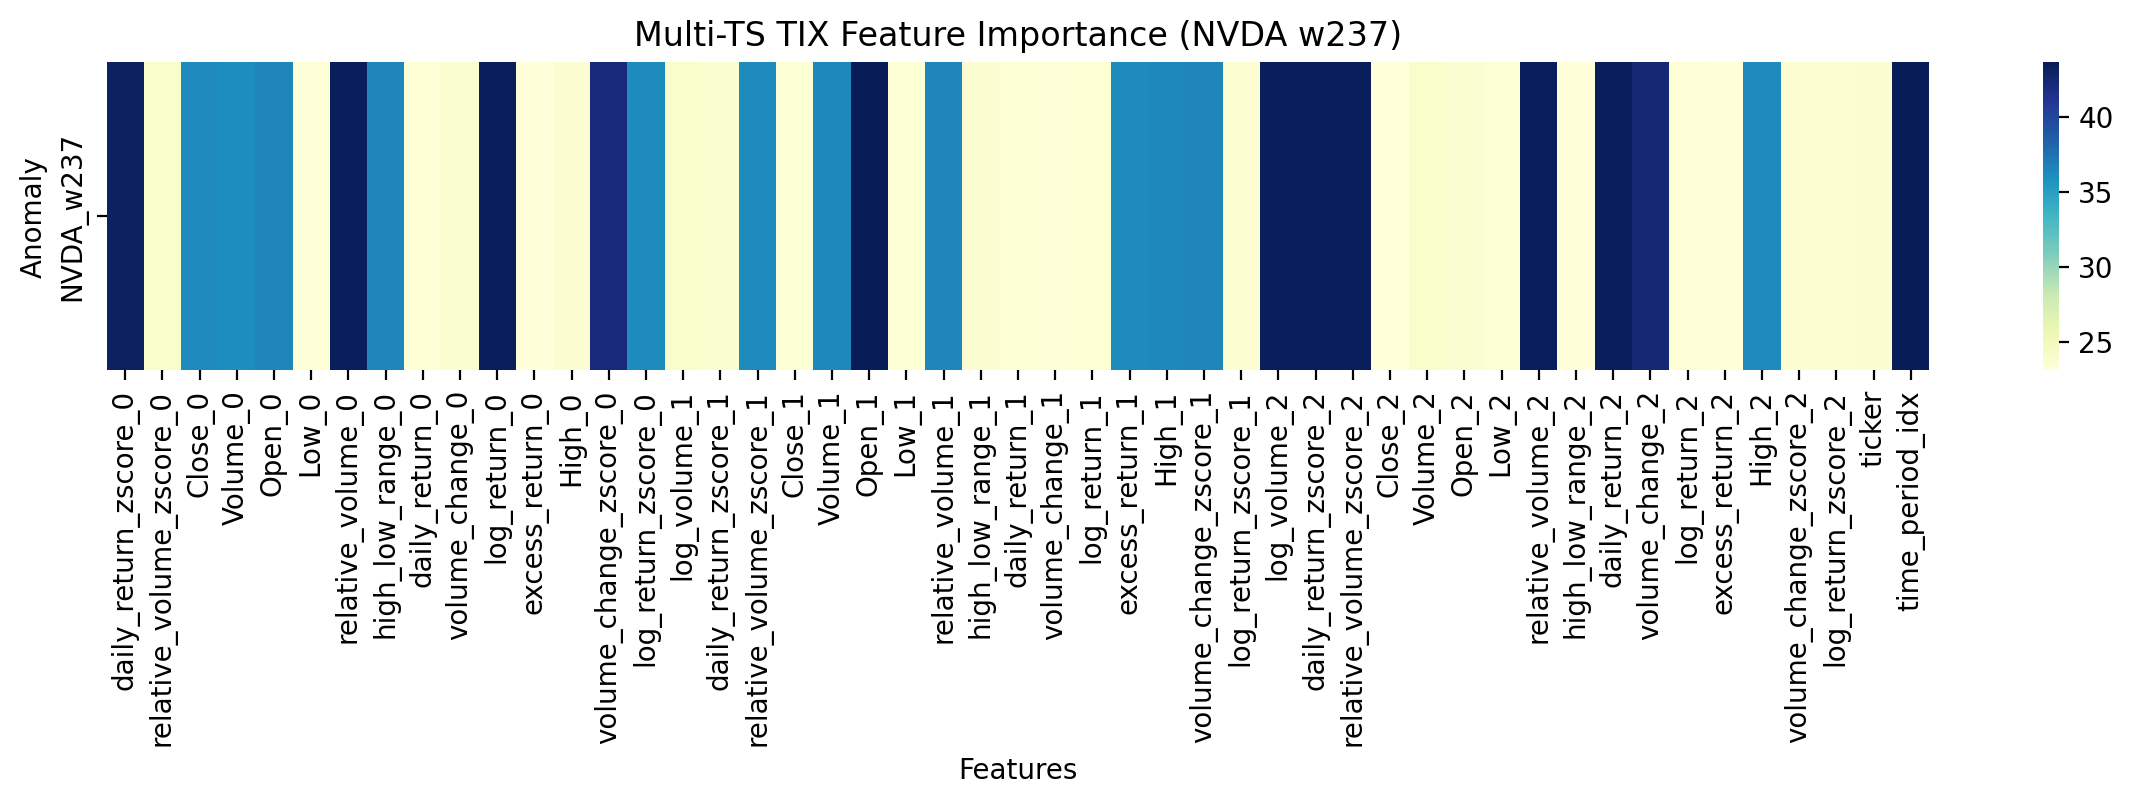 Multi-TS TIX Feature Importance (NVDA w237)
Anomaly
NVDA_w237
40
35
30
25
daily_return_zscore_0
relative_volume_zscore_0
Close_0
Volume_0
Open_0
Low_0
relative_volume_0
high_low_range_0
daily_return_0
volume_change_0
log_return_0
excess_return_0
High_0
volume_change_zscore_0
log_return_zscore_0
log_volume_1
daily_return_zscore_1
relative_volume_zscore_1
Close_1
Volume_1
Open_1
Low_1
relative_volume_1
high_low_range_1
daily_return_1
volume_change_1
log_return_1
excess_return_1
High_1
volume_change_zscore_1
log_return_zscore_1
log_volume_2
daily_return_zscore_2
relative_volume_zscore_2
Close_2
Volume_2
Open_2
Low_2
relative_volume_2
high_low_range_2
daily_return_2
volume_change_2
log_return_2
excess_return_2
High_2
volume_change_zscore_2
log_return_zscore_2
ticker
time_period_idx
Features